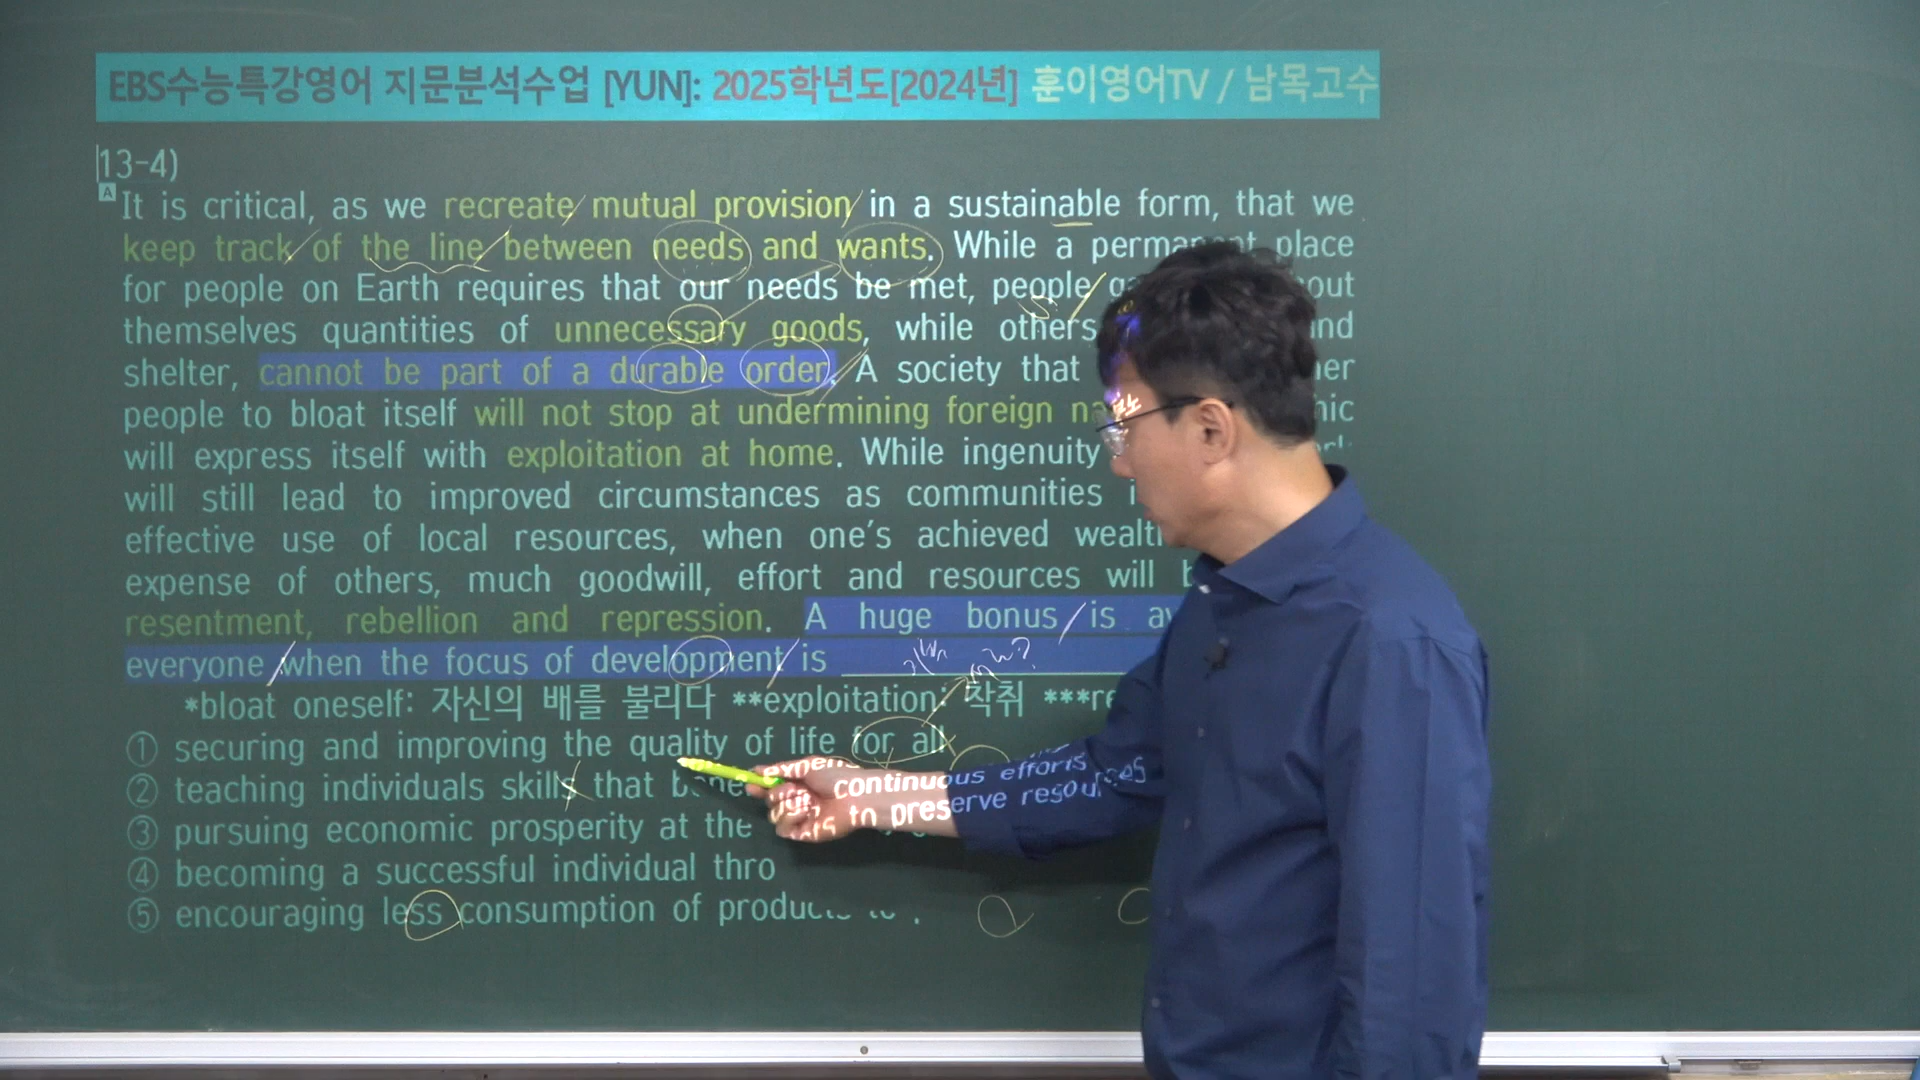 EBS수능특강영어 지문분석수업 [YUN]: 2025학년도[2024년] 훈이영어TV / 남목고수
13-4)
A
It is critical, as we recreate mutual provision in a sustainable form, that we
keep track of the line between needs and wants. While a permanent place
for people on Earth requires that our needs be met, people
themselves quantities of unnecessary goods, while others
shelter, cannot be part of a durable order. A society that
people to bloat itself will not stop at undermining foreign
will express itself with exploitation at home. While ingenuity
will still lead to improved circumstances as communities
effective use of local resources, when one's achieved
expense of others, much goodwill, effort and resources will
resentment, rebellion and repression. A huge bonus is
everyone when the focus of development is
*bloat oneself: 자신의 배를 불리다 **exploitation: 착취
① securing and improving the quality of life for all
② teaching individuals skills that
③ pursuing economic prosperity at the expen
④ becoming a successful individual thro continuous efforts
⑤ encouraging less consumption of products to preserve resources